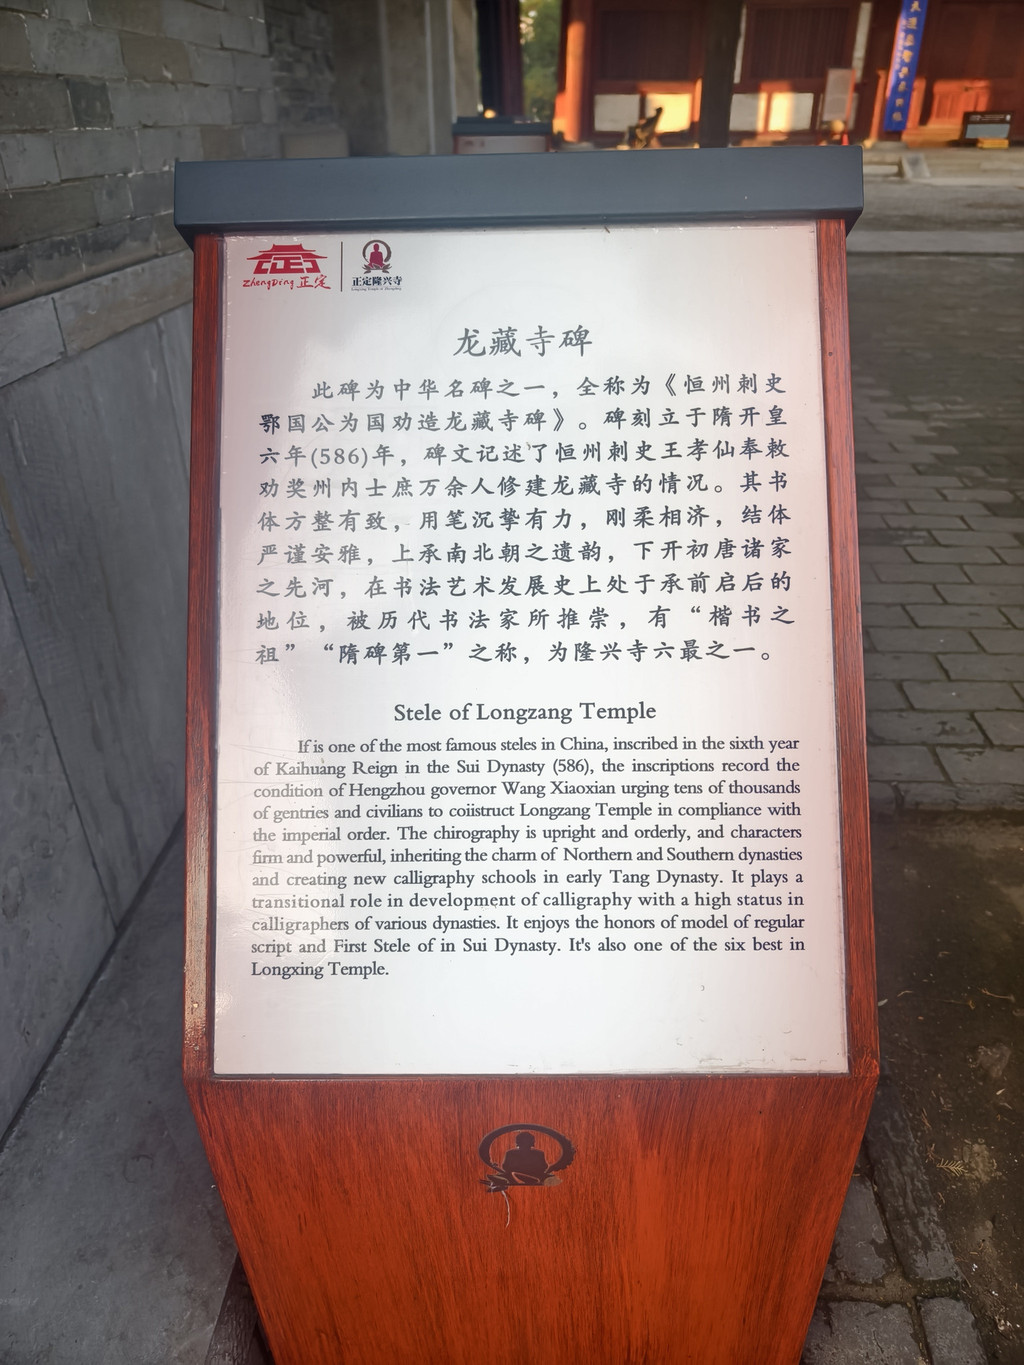 ZhengDing 正定
正定隆兴寺
龙藏寺碑
此碑为中华名碑之一，全称为《恒州刺史
鄂国公为国劝造龙藏寺碑》。碑刻立于隋开皇
六年(586)年，碑文记述了恒州刺史王孝仙奉敕
劝奖州内士庶万余人修建龙藏寺的情况。其书
体方整有致，用笔沉挚有力，刚柔相济，结体
严谨安雅，上承南北朝之遗韵，下开初唐诸家
之先河，在书法艺术发展史上处于承前启后的
地位，被历代书法家所推崇，有“楷书之
祖”“隋碑第一”之称，为隆兴寺六最之一。
Stele of Longzang Temple
If is one of the most famous steles in China, inscribed in the sixth year
of Kaihuang Reign in the Sui Dynasty (586), the inscriptions record the
condition of Hengzhou governor Wang Xiaoxian urging tens of thousands
of gentries and civilians to coiistruct Longzang Temple in compliance with
the imperial order. The chirography is upright and orderly, and characters
firm and powerful, inheriting the charm of Northern and Southern dynasties
and creating new calligraphy schools in early Tang Dynasty. It plays a
transitional role in development of calligraphy with a high status in
calligraphers of various dynasties. It enjoys the honors of model of regular
script and First Stele of in Sui Dynasty. It's also one of the six best in
Longxing Temple.